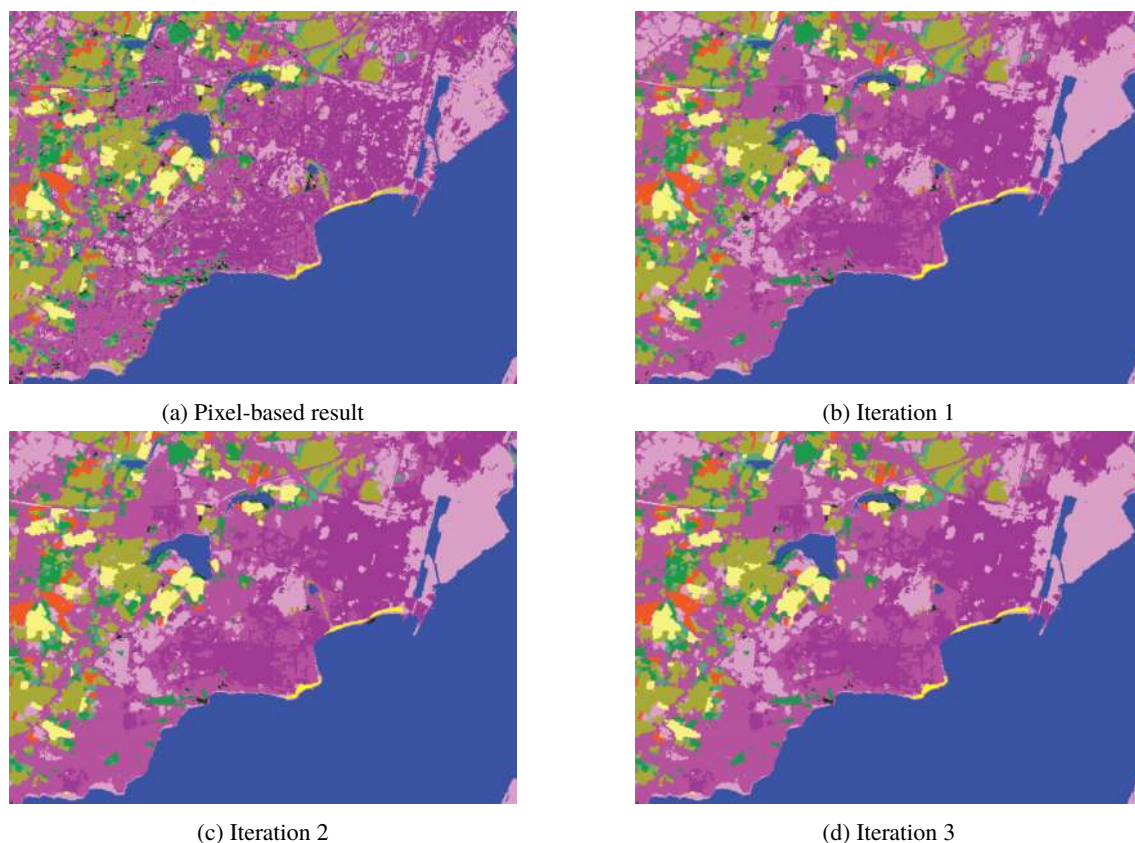 (a) Pixel-based result
(b) Iteration 1
(c) Iteration 2
(d) Iteration 3